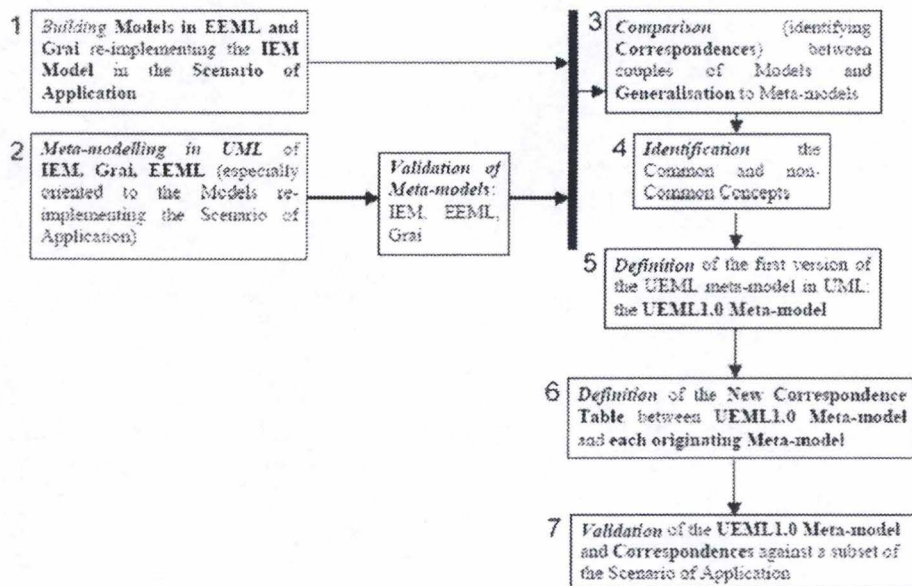 1
Building Models in EEML and
Grai re-implementing the IEM
Model in the Scenario of
Application
2
Meta-modelling in UML of
IEM, Grai, EEML (especially
oriented to the Models re-
implementing the Scenario of
Application)
Validation of
Meta-models:
IEM, EEML,
Grai
3
Comparison (identifying
Correspondences) between
couples of Models and
Generalisation to Meta-models
4
Identification the
Common and non-
Common Concepts
5
Definition of the first version of
the UEML meta-model in UML:
the UEML1.0 Meta-model
6
Definition of the New Correspondence
Table between UEML1.0 Meta-model
and each originating Meta-model
7
Validation of the UEML1.0 Meta-model
and Correspondences against a subset of
the Scenario of Application